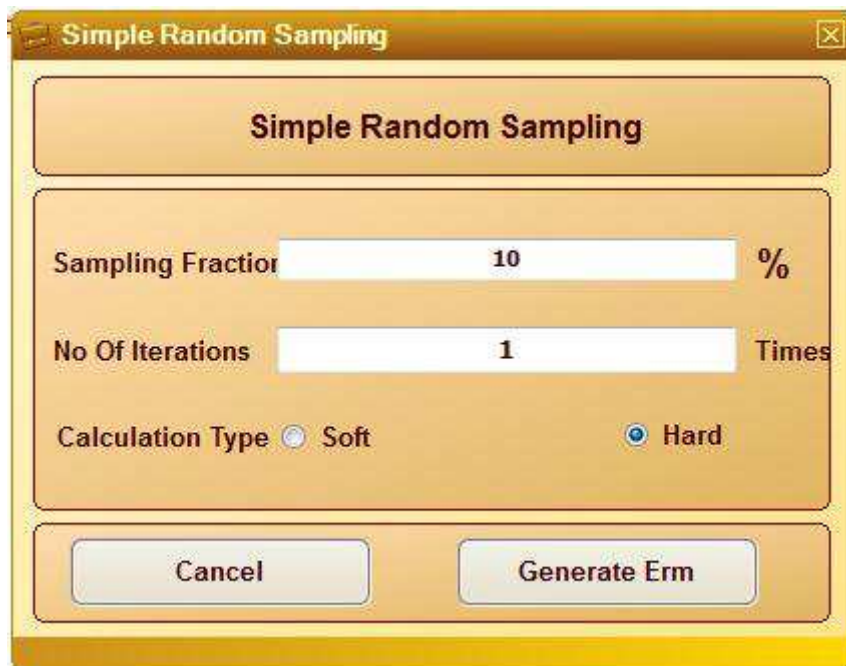 Simple Random Sampling
Simple Random Sampling
Sampling Fraction 10 %
No Of Iterations 1 Times
Calculation Type Soft Hard
Cancel Generate Erm